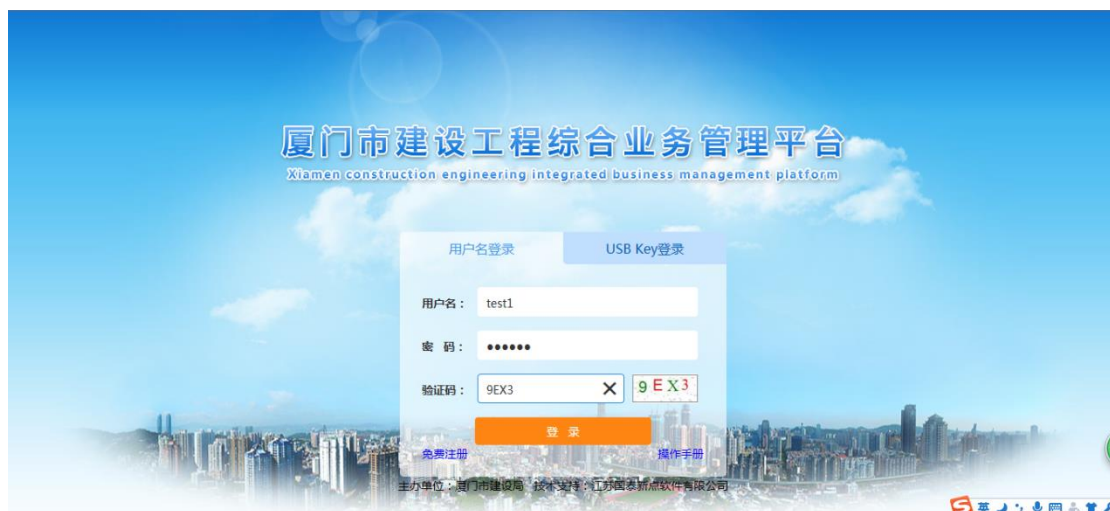 厦门市建设工程综合业务管理平台
Xiamen construction engineering integrated business management platform
用户名登录 USB Key登录
用户名： test1
密 码： ●●●●●●
验证码： 9EX3 9EX3
登 录
免费注册 操作手册
主办单位：厦门市建设局 技术支持：江苏国泰新点软件有限公司
英